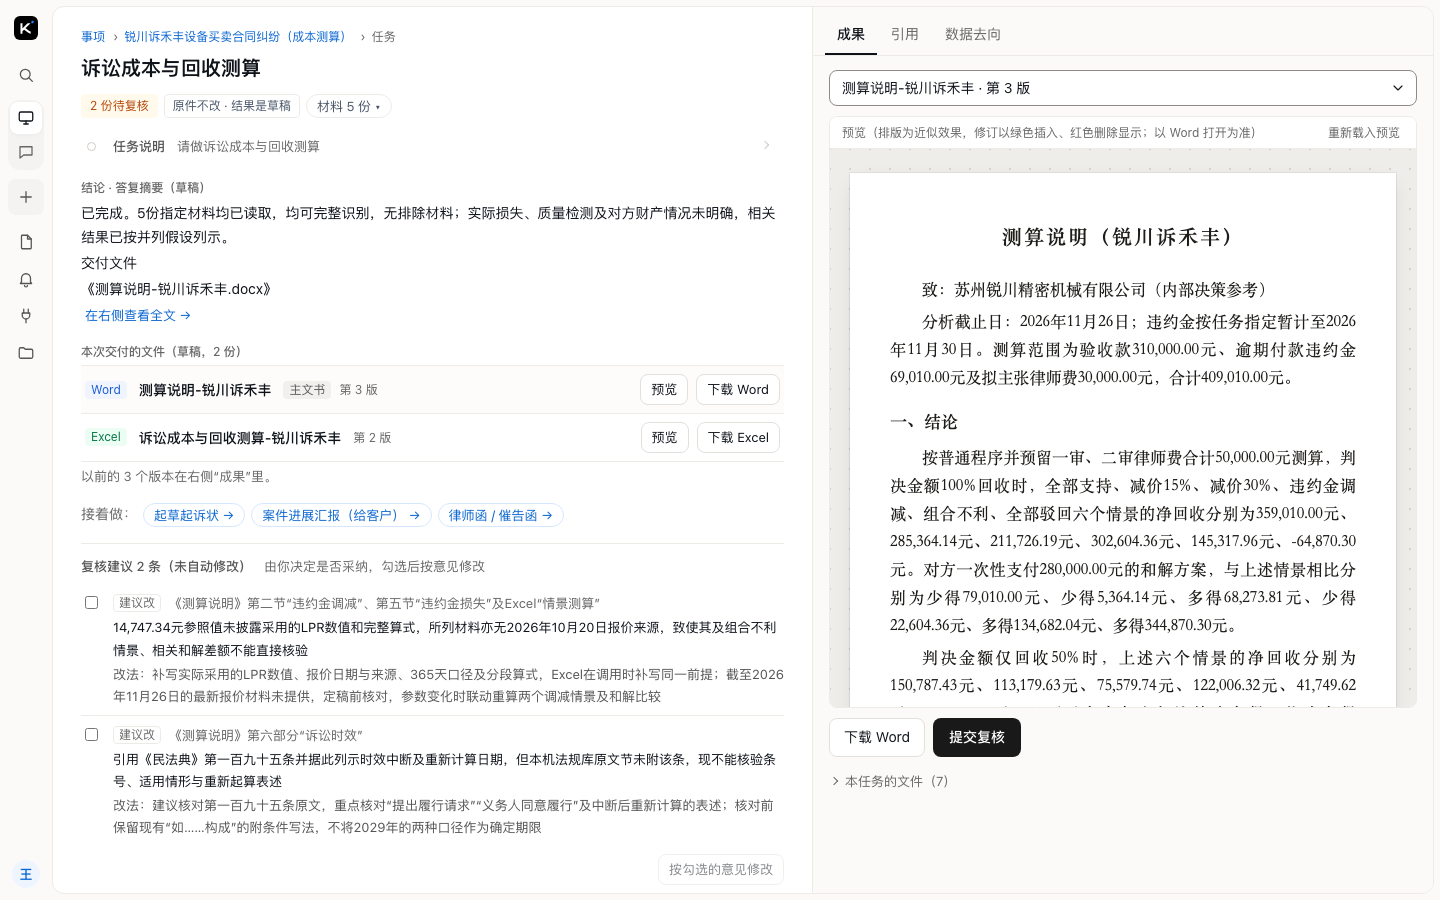 事项 › 锐川诉禾丰设备买卖合同纠纷（成本测算） › 任务
诉讼成本与回收测算
2 份待复核 原件不改 · 结果是草稿 材料 5 份 ▾
任务说明 请做诉讼成本与回收测算
结论 · 答复摘要（草稿）
已完成。5份指定材料均已读取，均可完整识别，无排除材料；实际损失、质量检测及对方财产情况未明确，相关
结果已按并列假设列示。
交付文件
《测算说明-锐川诉禾丰.docx》
在右侧查看全文 →
本次交付的文件（草稿，2 份）
Word 测算说明-锐川诉禾丰 主文书 第 3 版 预览 下载 Word
Excel 诉讼成本与回收测算-锐川诉禾丰 第 2 版 预览 下载 Excel
以前的 3 个版本在右侧“成果”里。
接着做： 起草起诉状 → 案件进展汇报（给客户） → 律师函 / 催告函 →
复核建议 2 条（未自动修改） 由你决定是否采纳，勾选后按意见修改
建议改 《测算说明》第二节“违约金调减”、第五节“违约金损失”及Excel“情景测算”
14,747.34元参照值未披露采用的LPR数值和完整算式，所列材料亦无2026年10月20日报价来源，致使其及组合不利
情景、相关和解差额不能直接核验
改法：补写实际采用的LPR数值、报价日期与来源、365天口径及分段算式，Excel在调用时补写同一前提；截至2026
年11月26日的最新报价材料未提供，定稿前核对，参数变化时联动重算两个调减情景及和解比较
建议改 《测算说明》第六部分“诉讼时效”
引用《民法典》第一百九十五条并据此列示时效中断及重新计算日期，但本机法规库原文节未附该条，现不能核验条
号、适用情形与重新起算表述
改法：建议核对第一百九十五条原文，重点核对“提出履行请求”“义务人同意履行”及中断后重新计算的表述；核对前
保留现有“如……构成”的附条件写法，不将2029年的两种口径作为确定期限
按勾选的意见修改
王
成果 引用 数据去向
测算说明-锐川诉禾丰 · 第 3 版
预览（排版为近似效果，修订以绿色插入、红色删除显示；以 Word 打开为准） 重新载入预览
测算说明（锐川诉禾丰）
致：苏州锐川精密机械有限公司（内部决策参考）
分析截止日：2026年11月26日；违约金按任务指定暂计至2026
年11月30日。测算范围为验收款310,000.00元、逾期付款违约金
69,010.00元及拟主张律师费30,000.00元，合计409,010.00元。
一、结论
按普通程序并预留一审、二审律师费合计50,000.00元测算，判
决金额100%回收时，全部支持、减价15%、减价30%、违约金调
减、组合不利、全部驳回六个情景的净回收分别为359,010.00元、
285,364.14元、211,726.19元、302,604.36元、145,317.96元、-64,870.30
元。对方一次性支付280,000.00元的和解方案，与上述情景相比分
别为少得79,010.00元、少得5,364.14元、多得68,273.81元、少得
22,604.36元、多得134,682.04元、多得344,870.30元。
判决金额仅回收50%时，上述六个情景的净回收分别为
150,787.43元、113,179.63元、75,579.74元、122,006.32元、41,749.62
下载 Word 提交复核
本任务的文件（7）